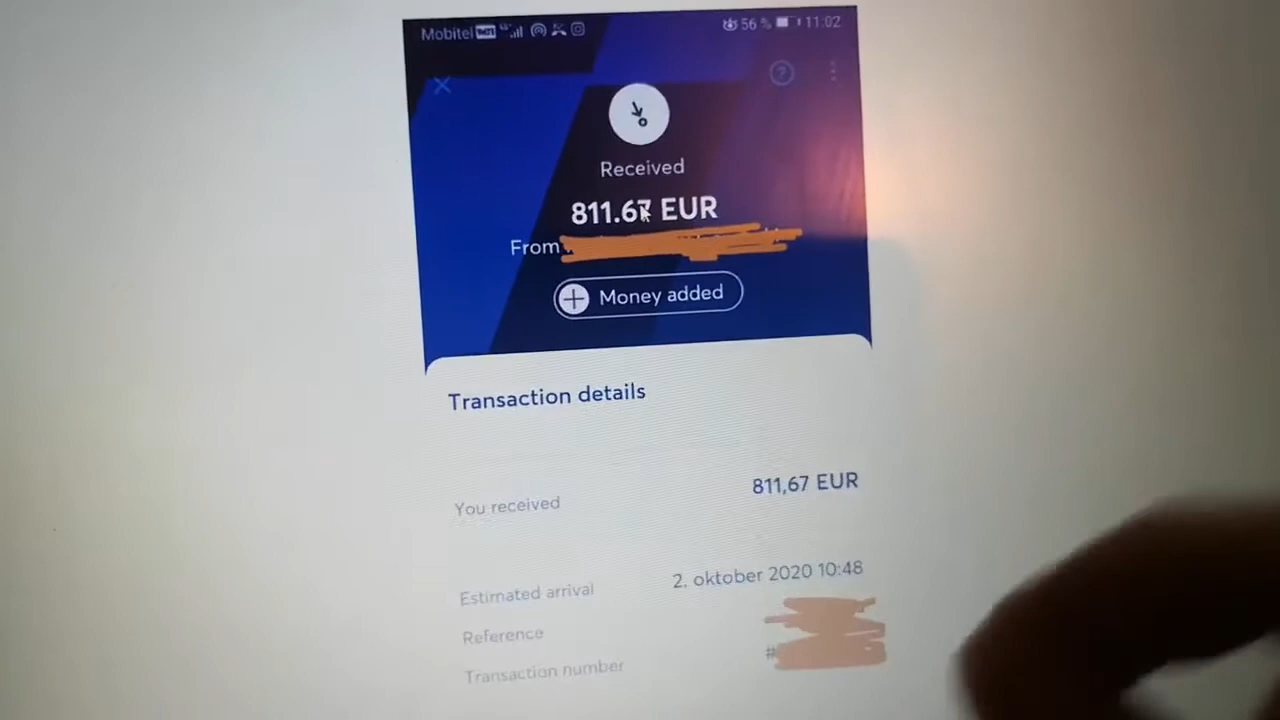 Mobitel 56 % 11:02
Received
811.67 EUR
From
Money added
Transaction details
You received 811,67 EUR
Estimated arrival 2. oktober 2020 10:48
Reference
Transaction number #